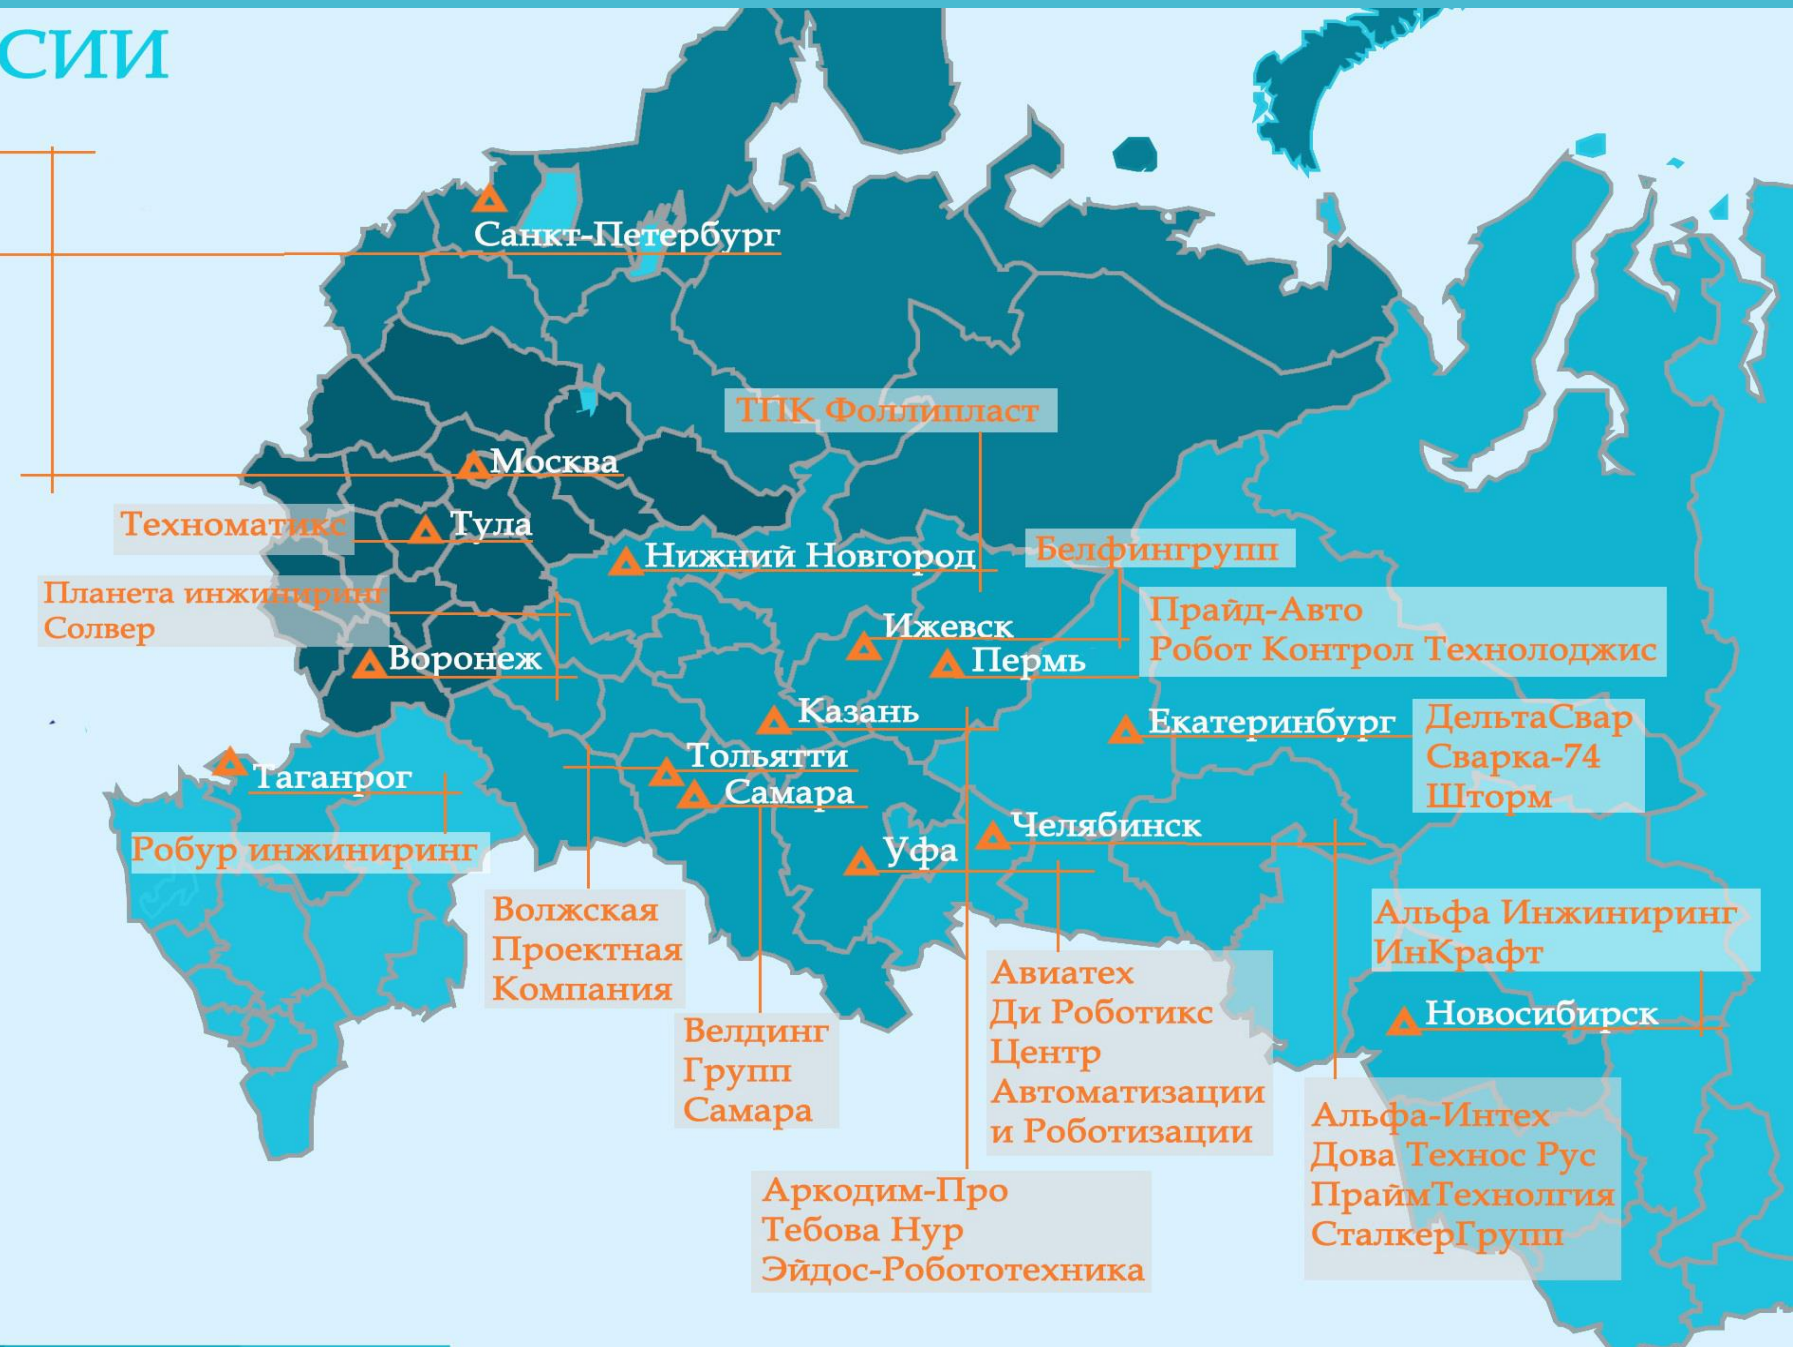 СИИ
Санкт-Петербург
ТПК Фоллипласт
Москва
Техноматикс
Тула
Нижний Новгород
Белфингрупп
Планета инжиниринг
Солвер
Прайд-Авто
Робот Контрол Технолоджис
Ижевск
Воронеж
Пермь
Казань
Екатеринбург
ДельтаСвар
Сварка-74
Шторм
Тольятти
Таганрог
Самара
Челябинск
Робур инжиниринг
Уфа
Волжская
Проектная
Компания
Альфа Инжиниринг
ИнКрафт
Авиатех
Ди Роботикс
Центр
Автоматизации
и Роботизации
Новосибирск
Велдинг
Групп
Самара
Альфа-Интех
Дова Технос Рус
ПраймТехнолгия
СталкерГрупп
Аркодим-Про
Тебова Нур
Эйдос-Робототехника